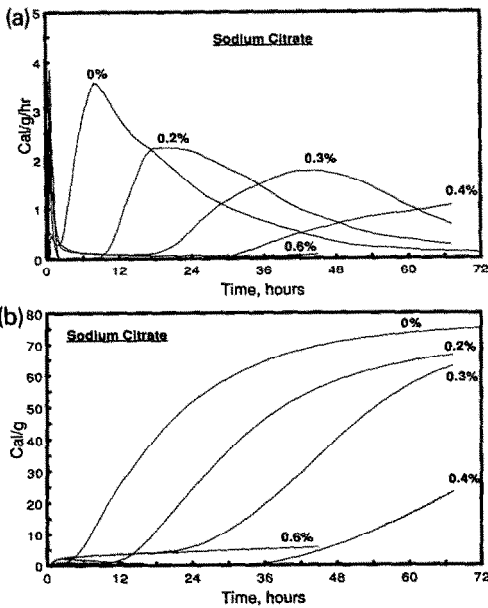 (a)
Sodium Citrate
Cal/g/hr
5
4
3
2
1
0
0%
0.2%
0.3%
0.4%
0.6%
0 12 24 36 48 60 72
Time, hours
(b)
Sodium Citrate
Cal/g
80
70
60
50
40
30
20
10
0
0%
0.2%
0.3%
0.4%
0.6%
0 12 24 36 48 60 72
Time, hours